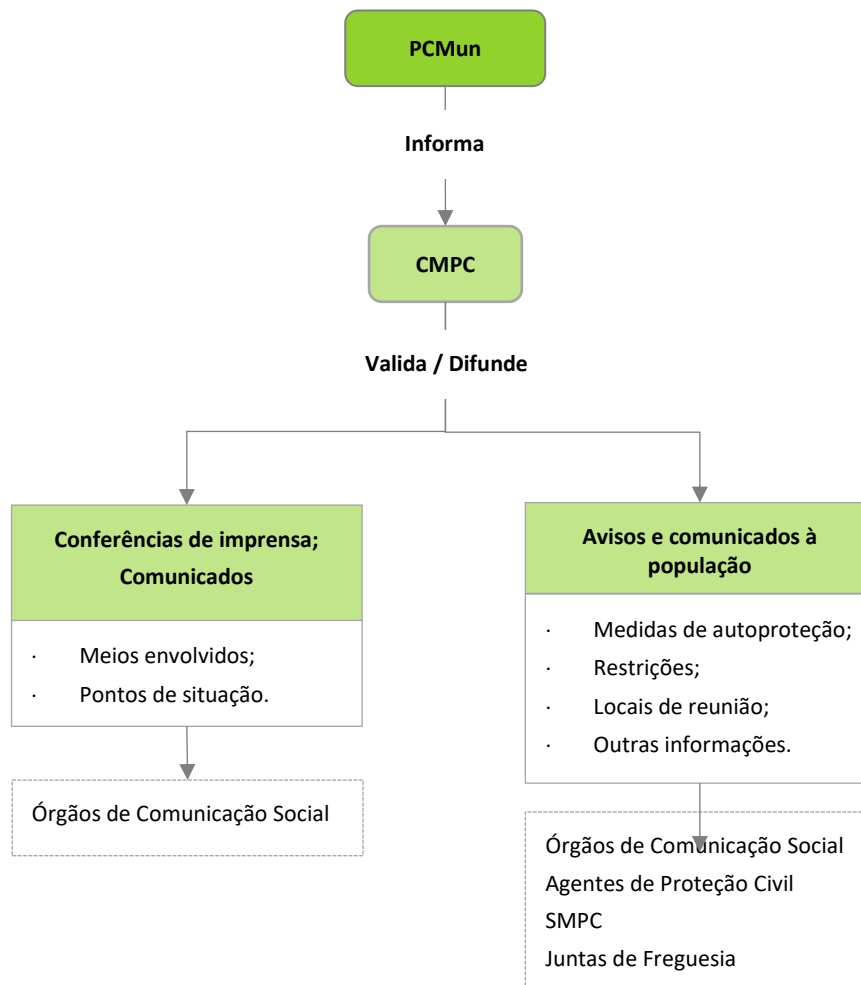 PCMun
Informa
CMPC
Valida / Difunde
Conferências de imprensa;
Comunicados
· Meios envolvidos;
· Pontos de situação.
Órgãos de Comunicação Social
Avisos e comunicados à
população
· Medidas de autoproteção;
· Restrições;
· Locais de reunião;
· Outras informações.
Órgãos de Comunicação Social
Agentes de Proteção Civil
SMPC
Juntas de Freguesia